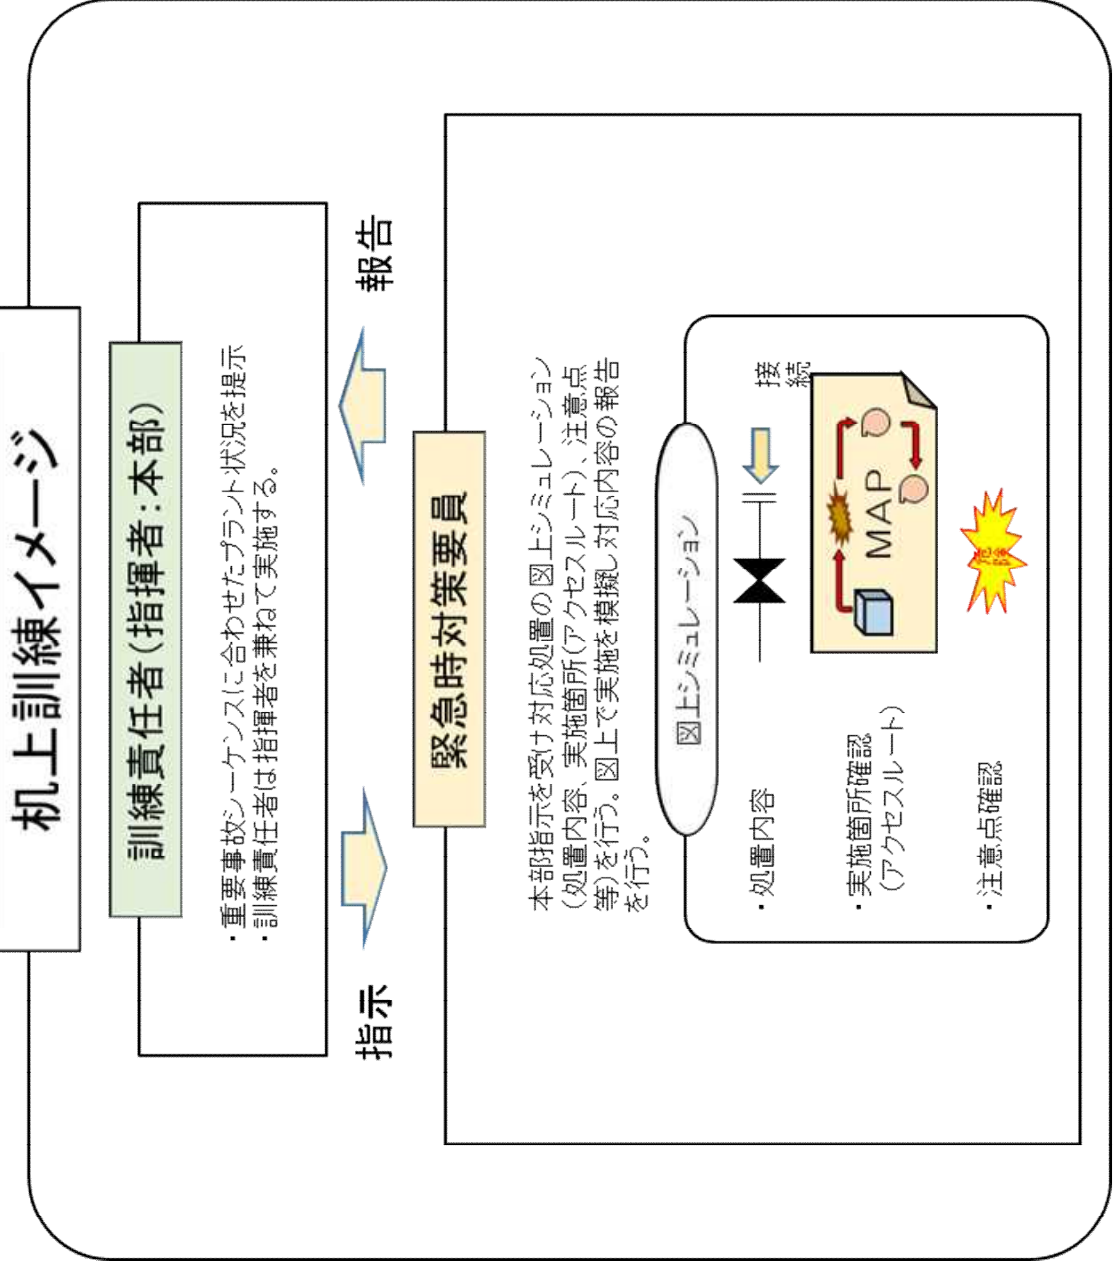 机上訓練イメージ
訓練責任者(指揮者:本部)
・重要事故シーケンスに合わせたプラント状況を提示
・訓練責任者は指揮者を兼ねて実施する。
指示
報告
緊急時対策要員
本部指示を受け対応処置の図上シミュレーション
(処置内容、実施箇所(アクセスルート)、注意点
等)を行う。図上で実施を模擬し対応内容の報告
を行う。
図上シミュレーション
・処置内容
接
続
・実施箇所確認
(アクセスルート)
MAP
・注意点確認
危険